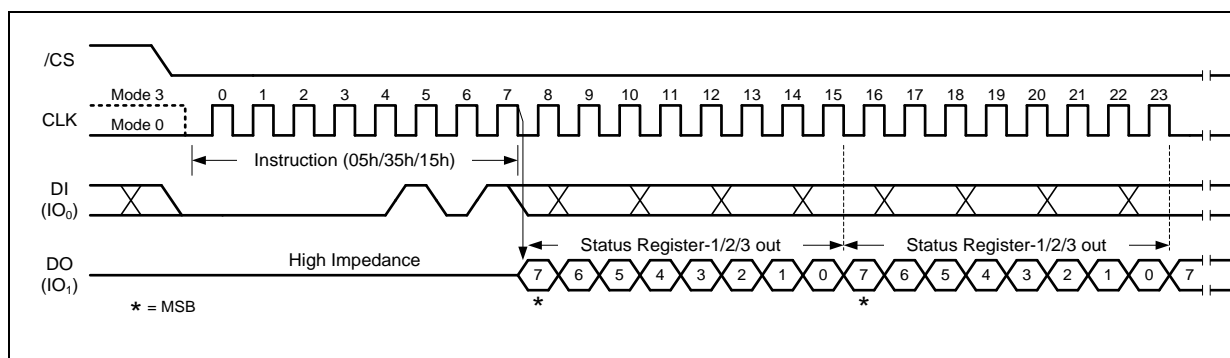 /CS
Mode 3
0 1 2 3 4 5 6 7 8 9 10 11 12 13 14 15 16 17 18 19 20 21 22 23
CLK
Mode 0
Instruction (05h/35h/15h)
DI
(IO₀)
Status Register-1/2/3 out Status Register-1/2/3 out
High Impedance
DO
(IO₁)
7 6 5 4 3 2 1 0 7 6 5 4 3 2 1 0 7
* *
* = MSB